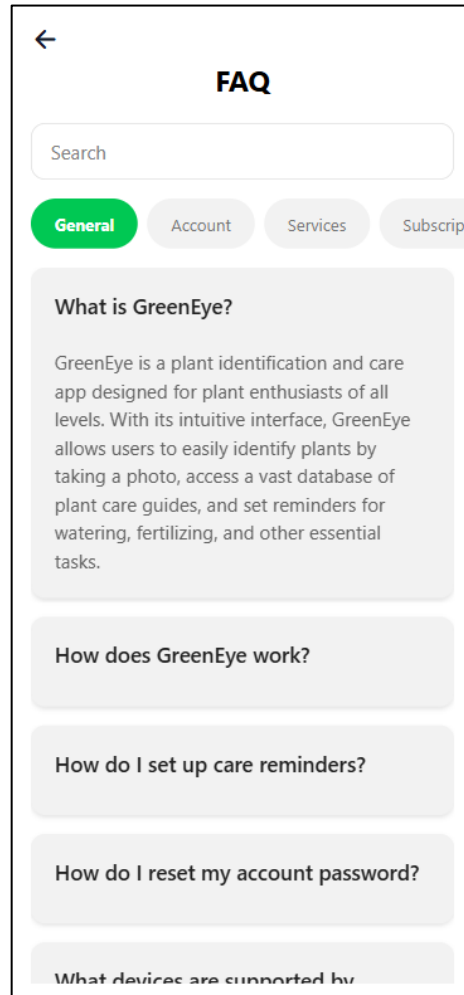 FAQ
Search
General Account Services Subscrip
What is GreenEye?
GreenEye is a plant identification and care
app designed for plant enthusiasts of all
levels. With its intuitive interface, GreenEye
allows users to easily identify plants by
taking a photo, access a vast database of
plant care guides, and set reminders for
watering, fertilizing, and other essential
tasks.
How does GreenEye work?
How do I set up care reminders?
How do I reset my account password?
What devices are supported by